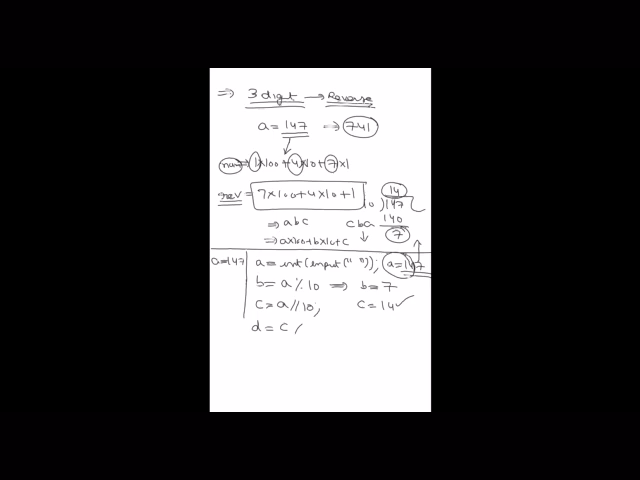 ⇒ 3 digit → Reverse
a = 147 ⇒ 741
num = 1x100 + 4x10 + 7x1
rev = 7x100+4x10+1
14
10)147
140
7
⇒ abc cba
⇒ ax100+bx10+c
a=147
a = int(input(" ")); a=147
b = a % 10 ⇒ b = 7
c = a // 10; c = 14 ✓
d = c /